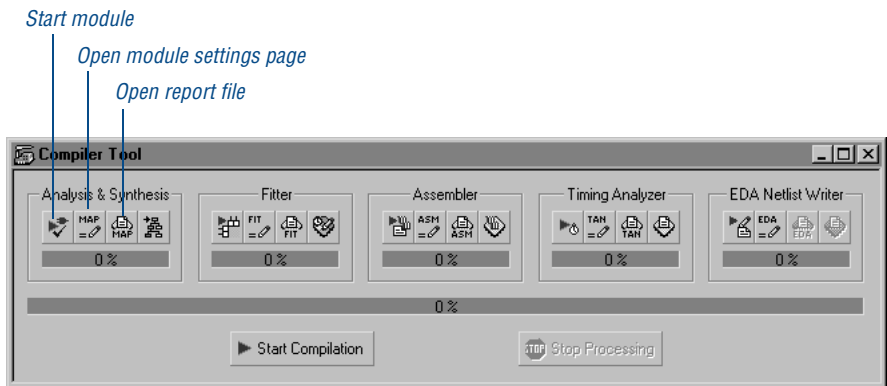 Start module
Open module settings page
Open report file
Compiler Tool
Analysis & Synthesis
Fitter
Assembler
Timing Analyzer
EDA Netlist Writer
MAP MAP
FIT FIT
ASM ASM
TAN TAN
EDA EDA
0 %
0 %
0 %
0 %
0 %
0 %
Start Compilation
STOP Stop Processing